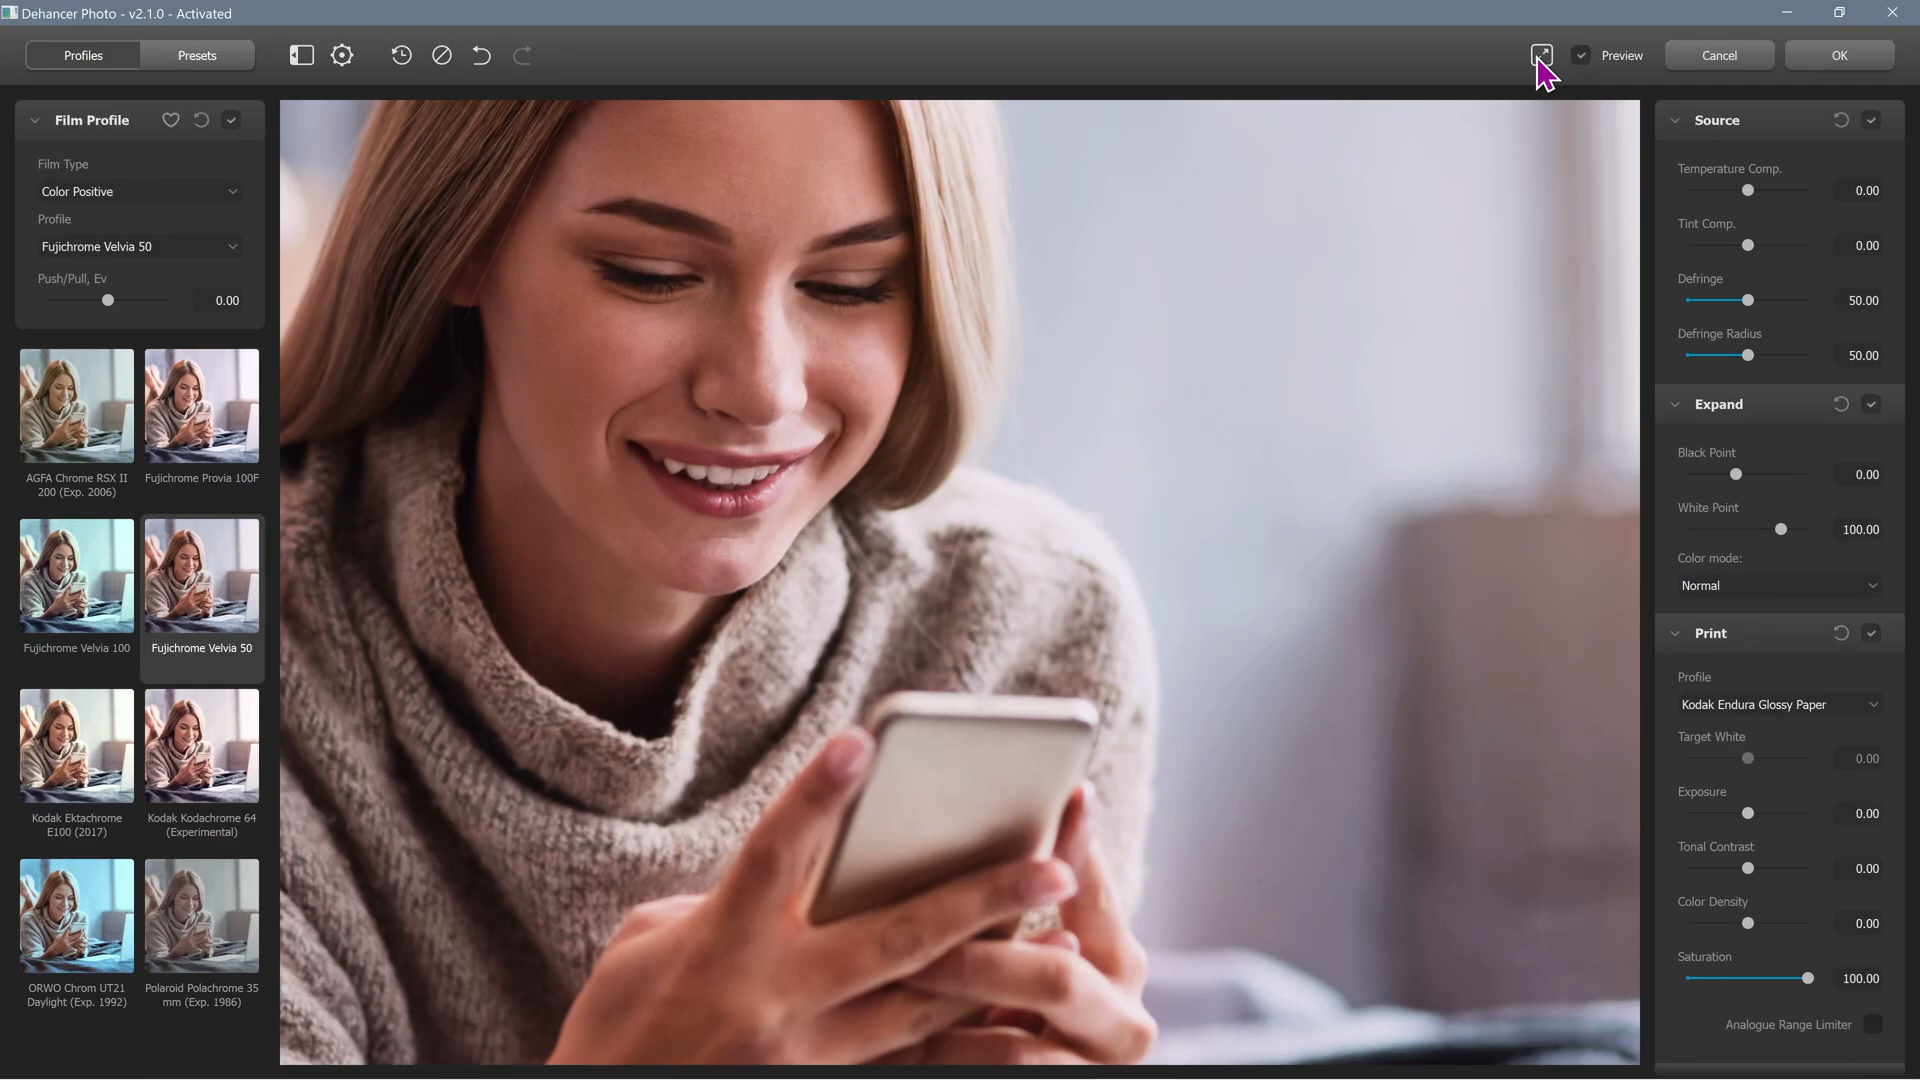 Dehancer Photo - v2.1.0 - Activated
Profiles
Presets
Preview
Cancel
OK
Film Profile
Film Type
Color Positive
Profile
Fujichrome Velvia 50
Push/Pull, Ev
0.00
AGFA Chrome RSX II
200 (Exp. 2006)
Fujichrome Provia 100F
Fujichrome Velvia 100
Fujichrome Velvia 50
Kodak Ektachrome
E100 (2017)
Kodak Kodachrome 64
(Experimental)
ORWO Chrom UT21
Daylight (Exp. 1992)
Polaroid Polachrome 35
mm (Exp. 1986)
Source
Temperature Comp.
0.00
Tint Comp.
0.00
Defringe
50.00
Defringe Radius
50.00
Expand
Black Point
0.00
White Point
100.00
Color mode:
Normal
Print
Profile
Kodak Endura Glossy Paper
Target White
0.00
Exposure
0.00
Tonal Contrast
0.00
Color Density
0.00
Saturation
100.00
Analogue Range Limiter